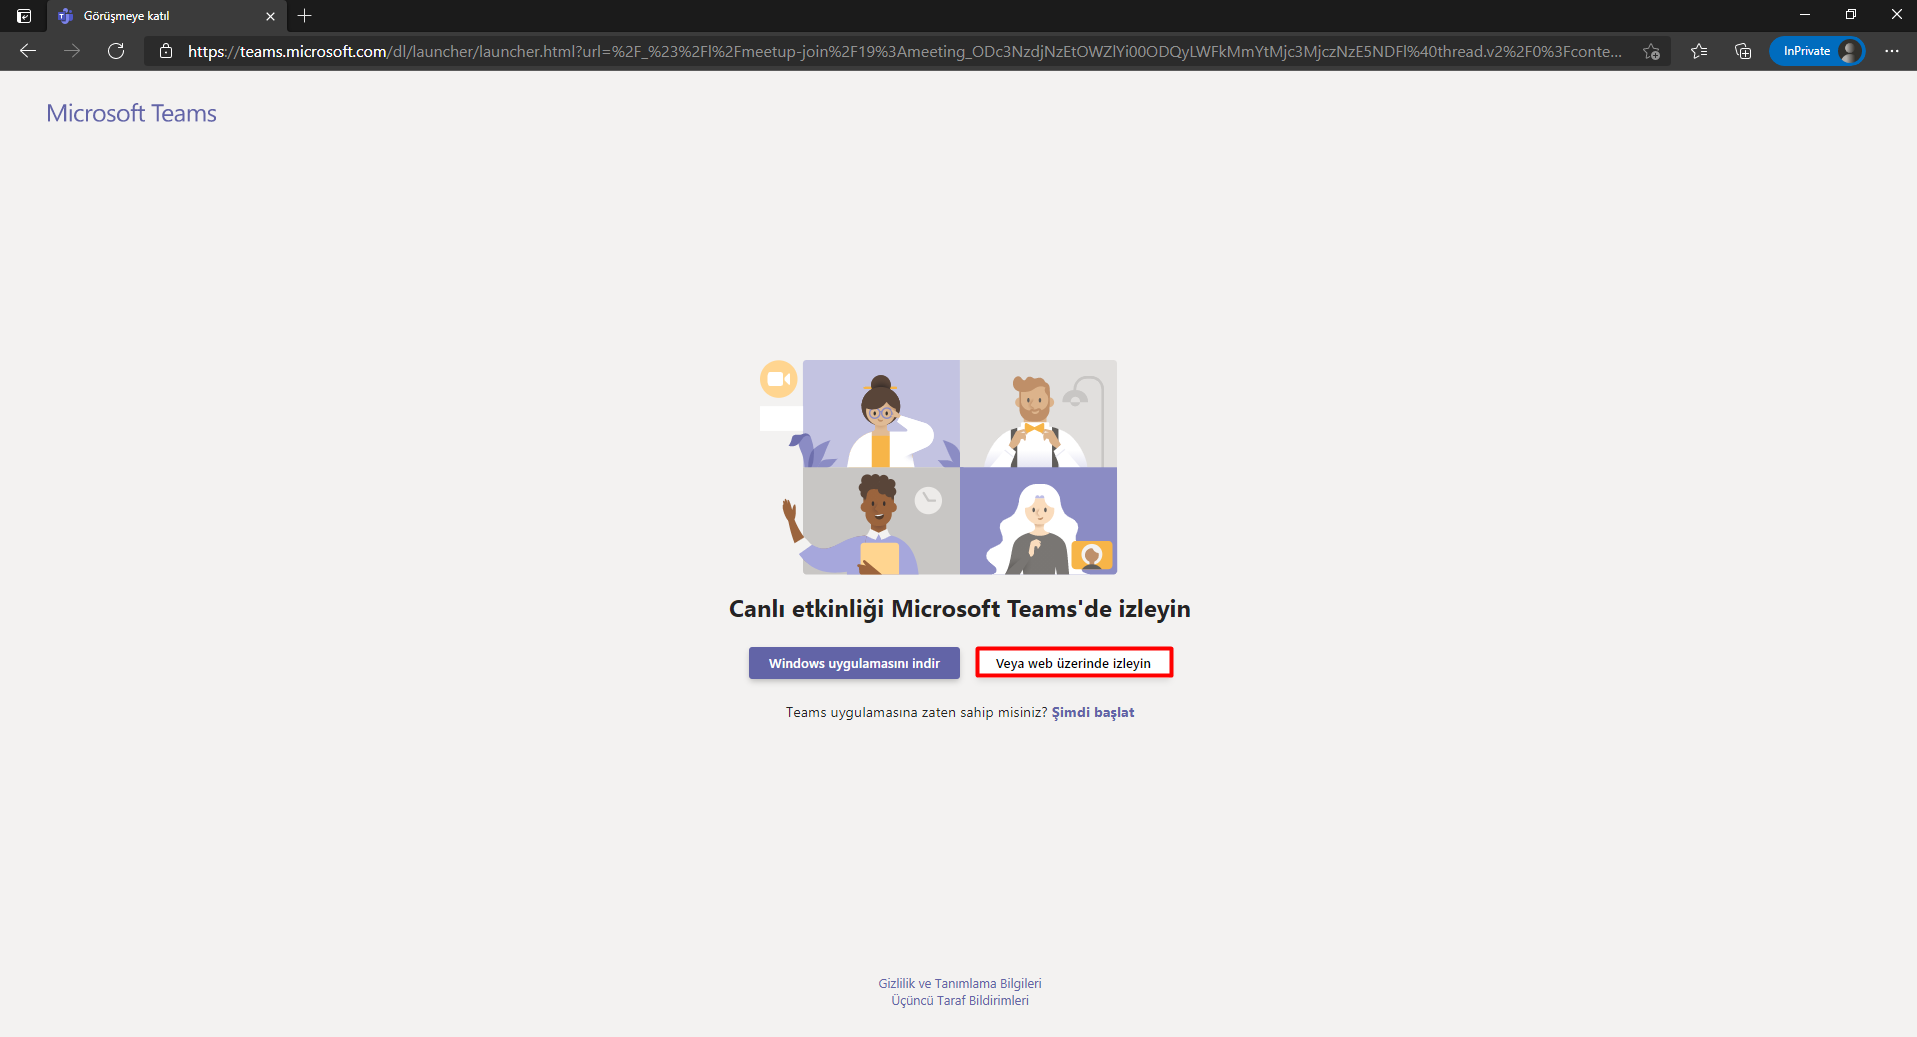 Görüşmeye katıl
https://teams.microsoft.com/dl/launcher/launcher.html?url=%2F_%23%2Fl%2Fmeetup-join%2F19%3Ameeting_ODc3NzdjNzEtOWZlYi00ODQyLWFkMmYtMjc3MjczNzE5NDFl%40thread.v2%2F0%3Fconte...
InPrivate
Microsoft Teams
Canlı etkinliği Microsoft Teams'de izleyin
Windows uygulamasını indir
Veya web üzerinde izleyin
Teams uygulamasına zaten sahip misiniz? Şimdi başlat
Gizlilik ve Tanımlama Bilgileri
Üçüncü Taraf Bildirimleri